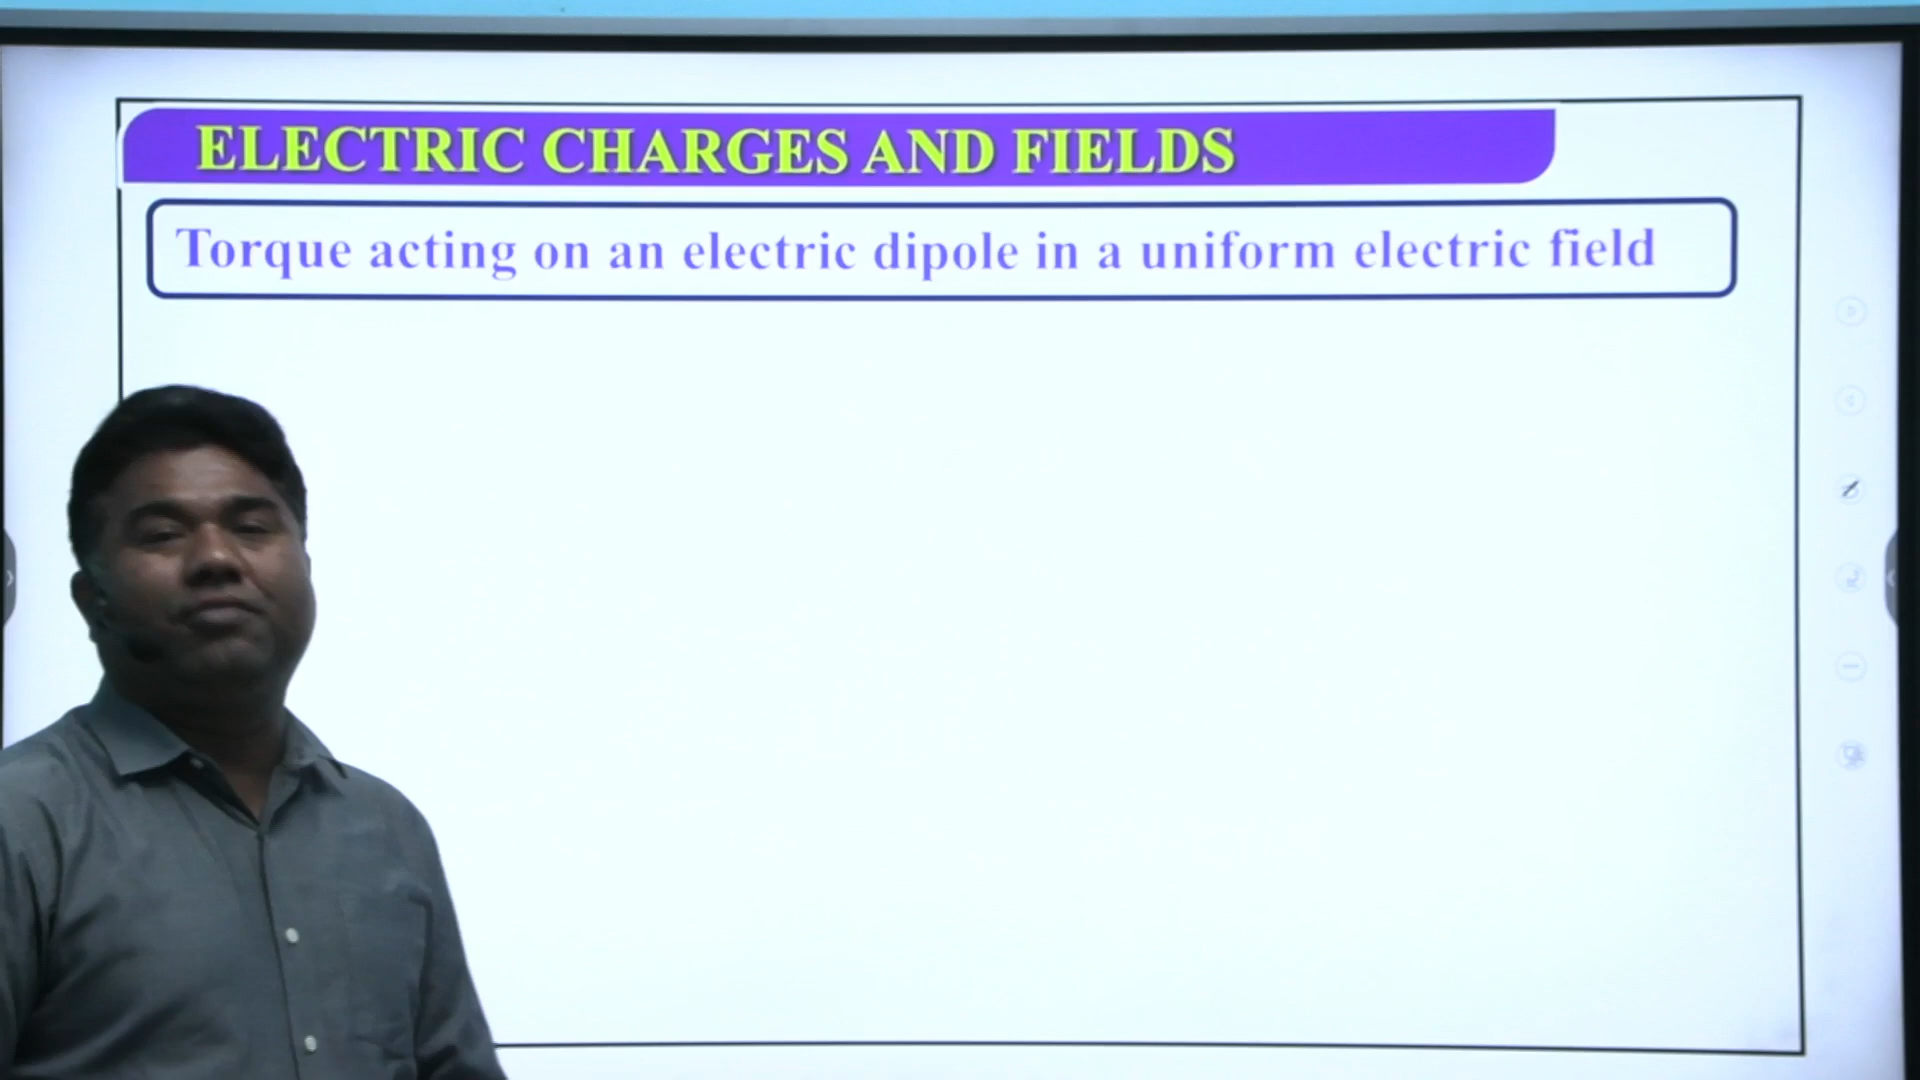 ELECTRIC CHARGES AND FIELDS
Torque acting on an electric dipole in a uniform electric field